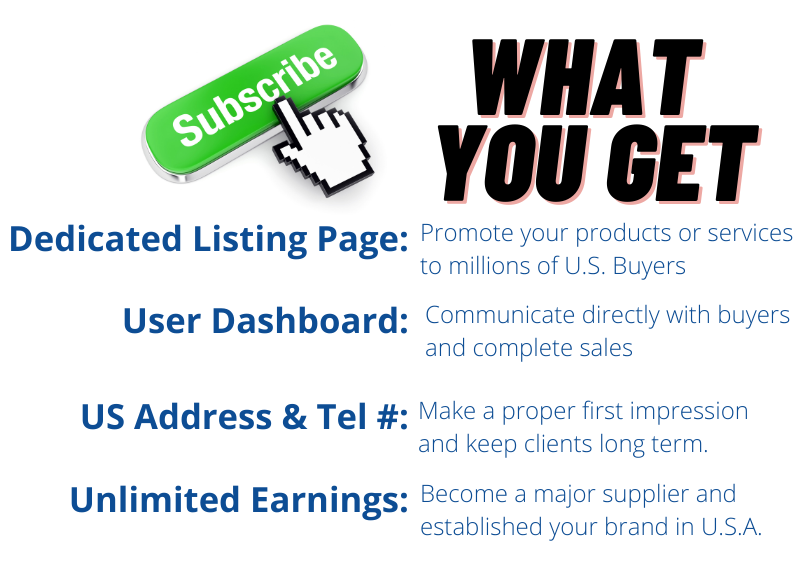 Subscribe
WHAT
YOU GET
Dedicated Listing Page: Promote your products or services
to millions of U.S. Buyers
User Dashboard: Communicate directly with buyers
and complete sales
US Address & Tel #: Make a proper first impression
and keep clients long term.
Unlimited Earnings: Become a major supplier and
established your brand in U.S.A.